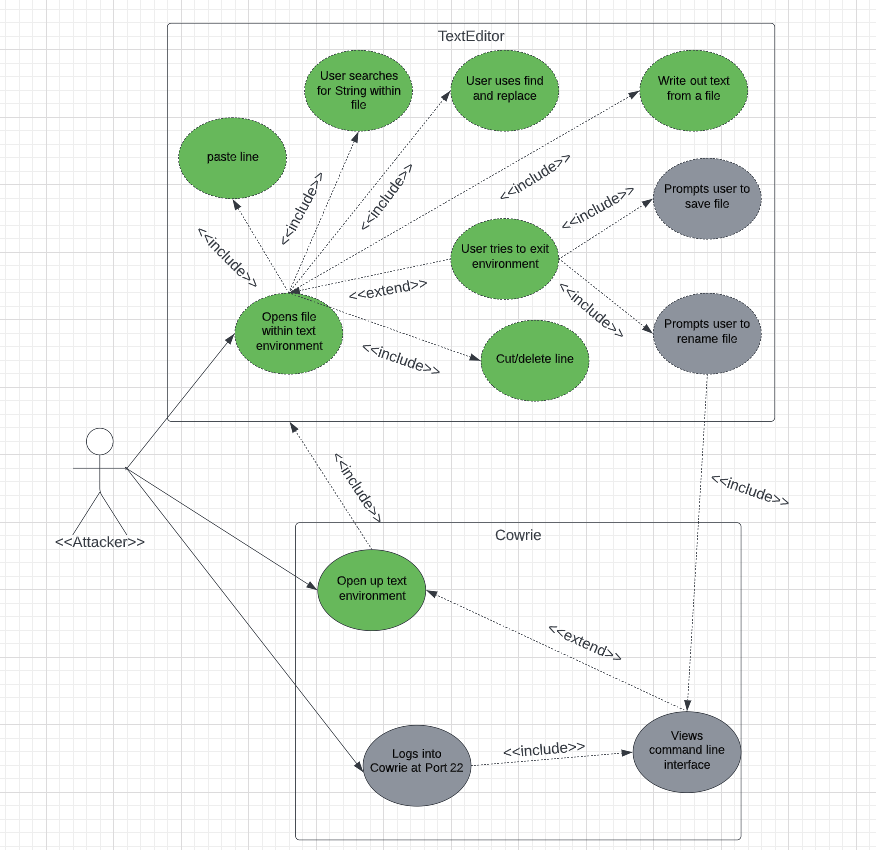 TextEditor
User searches
for String within
file
User uses find
and replace
Write out text
from a file
paste line
<<include>>
<<include>>
<<include>>
<<include>>
Prompts user to
save file
<<include>>
User tries to exit
environment
<<extend>>
<<include>>
Opens file
within text
environment
Prompts user to
rename file
<<include>>
Cut/delete line
<<Attacker>>
<<include>>
<<include>>
Cowrie
Open up text
environment
<<extend>>
Logs into
Cowrie at Port 22
<<include>>
Views
command line
interface